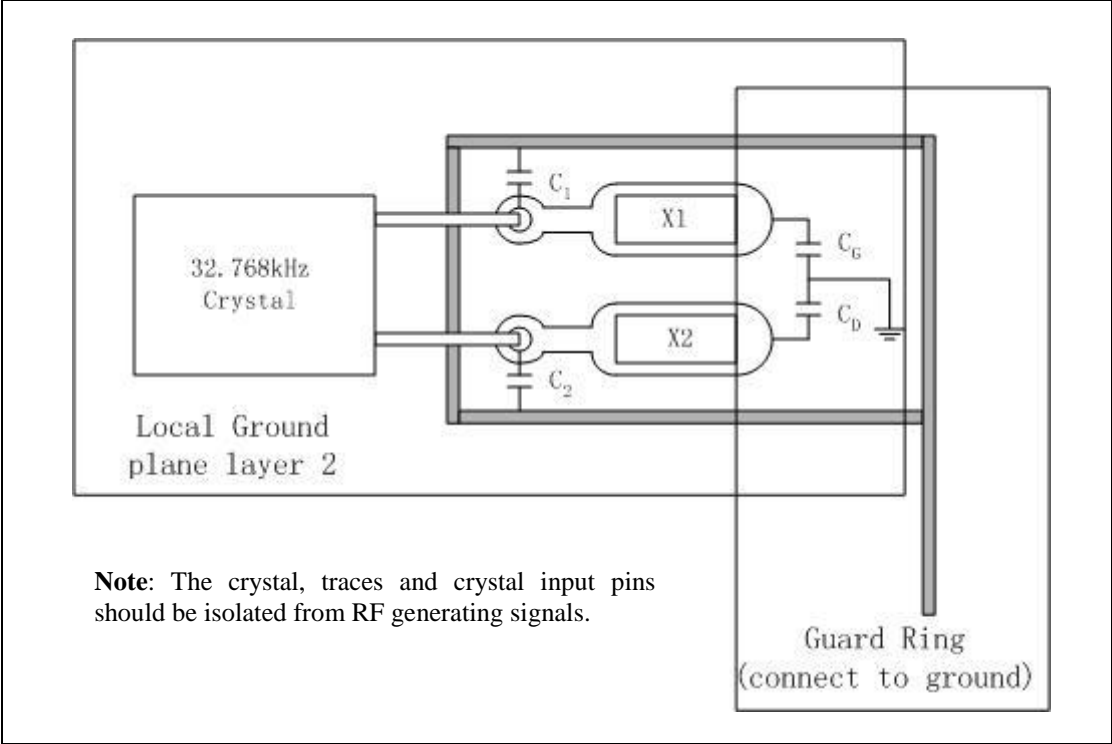 C1
X1
32.768kHz
Crystal
CG
CD
X2
C2
Local Ground
plane layer 2
Note: The crystal, traces and crystal input pins
should be isolated from RF generating signals.
Guard Ring
(connect to ground)